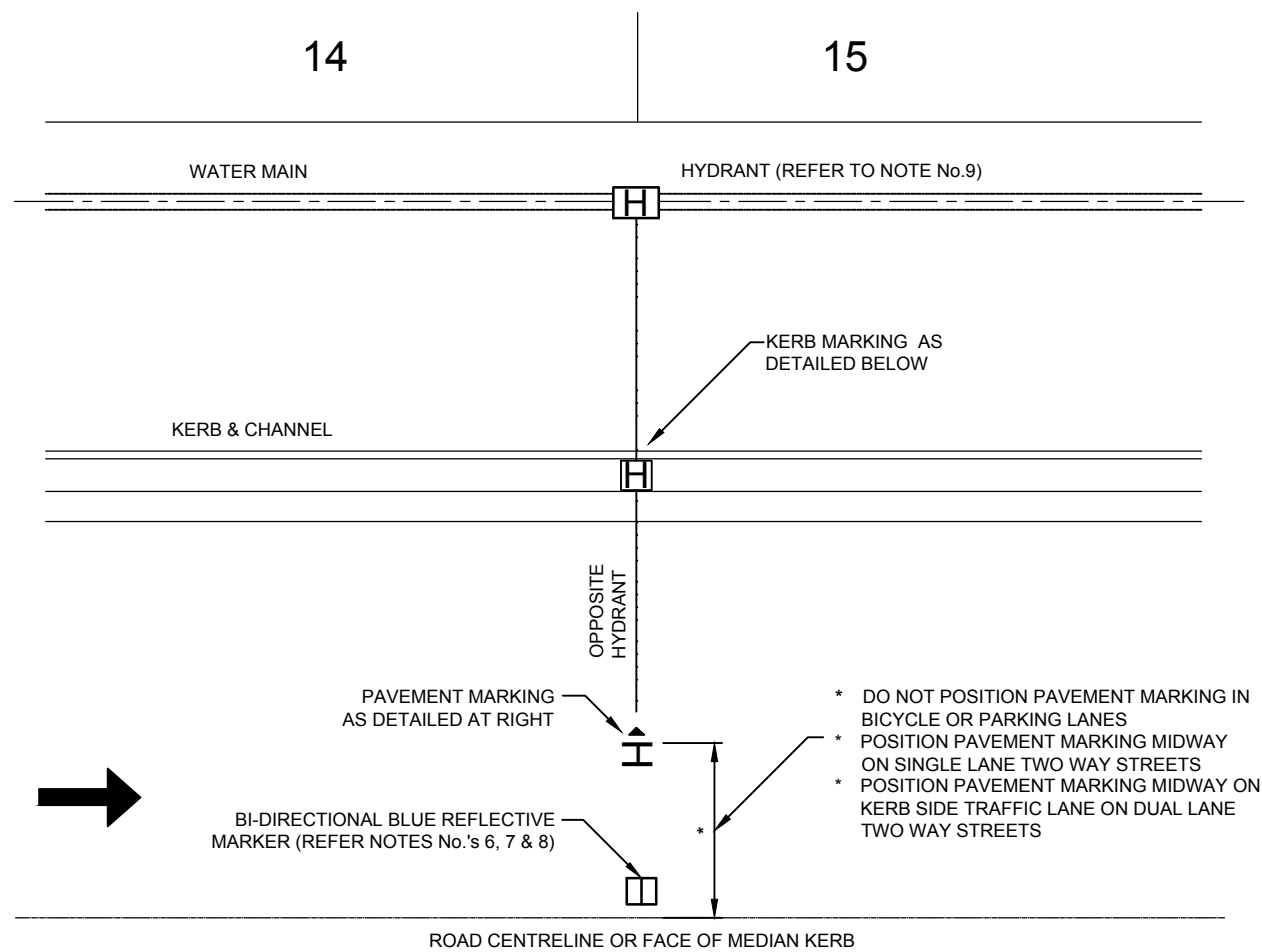 14
15
WATER MAIN
HYDRANT (REFER TO NOTE No.9)
H
KERB MARKING AS
DETAILED BELOW
KERB & CHANNEL
H
OPPOSITE
HYDRANT
PAVEMENT MARKING
AS DETAILED AT RIGHT
H
* DO NOT POSITION PAVEMENT MARKING IN
BICYCLE OR PARKING LANES
* POSITION PAVEMENT MARKING MIDWAY
ON SINGLE LANE TWO WAY STREETS
* POSITION PAVEMENT MARKING MIDWAY ON
KERB SIDE TRAFFIC LANE ON DUAL LANE
TWO WAY STREETS
*
BI-DIRECTIONAL BLUE REFLECTIVE
MARKER (REFER NOTES No.'s 6, 7 & 8)
ROAD CENTRELINE OR FACE OF MEDIAN KERB